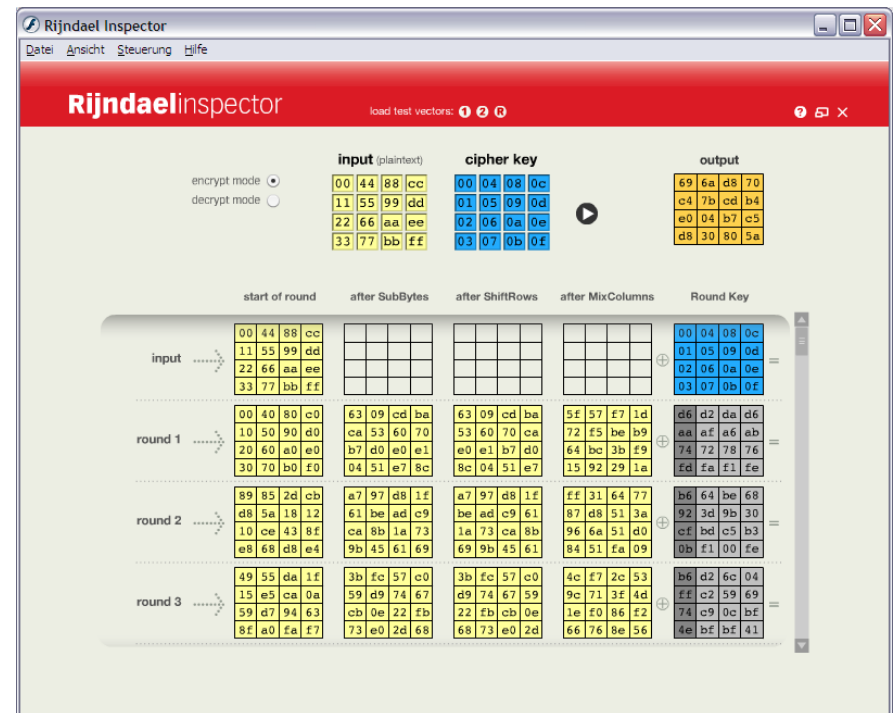 Rijndael Inspector
Datei Ansicht Steuerung Hilfe
Rijndaelinspector
load test vectors: 1 2 R
?
input (plaintext) cipher key output
encrypt mode
decrypt mode
00 44 88 cc 00 04 08 0c 69 6a d8 70
11 55 99 dd 01 05 09 0d c4 7b cd b4
22 66 aa ee 02 06 0a 0e e0 04 b7 c5
33 77 bb ff 03 07 0b 0f d8 30 80 5a
start of round after SubBytes after ShiftRows after MixColumns Round Key
00 44 88 cc 00 04 08 0c
11 55 99 dd 01 05 09 0d
input 22 66 aa ee ⊕ 02 06 0a 0e =
33 77 bb ff 03 07 0b 0f
00 40 80 c0 63 09 cd ba 63 09 cd ba 5f 57 f7 1d d6 d2 da d6
10 50 90 d0 ca 53 60 70 53 60 70 ca 72 f5 be b9 aa af a6 ab
round 1 20 60 a0 e0 b7 d0 e0 e1 e0 e1 b7 d0 64 bc 3b f9 ⊕ 74 72 78 76 =
30 70 b0 f0 04 51 e7 8c 8c 04 51 e7 15 92 29 1a fd fa f1 fe
89 85 2d cb a7 97 d8 1f a7 97 d8 1f ff 31 64 77 b6 64 be 68
d8 5a 18 12 61 be ad c9 be ad c9 61 87 d8 51 3a 92 3d 9b 30
round 2 10 ce 43 8f ca 8b 1a 73 1a 73 ca 8b 96 6a 51 d0 ⊕ cf bd c5 b3 =
e8 68 d8 e4 9b 45 61 69 69 9b 45 61 84 51 fa 09 0b f1 00 fe
49 55 da 1f 3b fc 57 c0 3b fc 57 c0 4c f7 2c 53 b6 d2 6c 04
15 e5 ca 0a 59 d9 74 67 d9 74 67 59 9c 71 3f 4d ff c2 59 69
round 3 59 d7 94 63 cb 0e 22 fb 22 fb cb 0e 1e f0 86 f2 ⊕ 74 c9 0c bf =
8f a0 fa f7 73 e0 2d 68 68 73 e0 2d 66 76 8e 56 4e bf bf 41